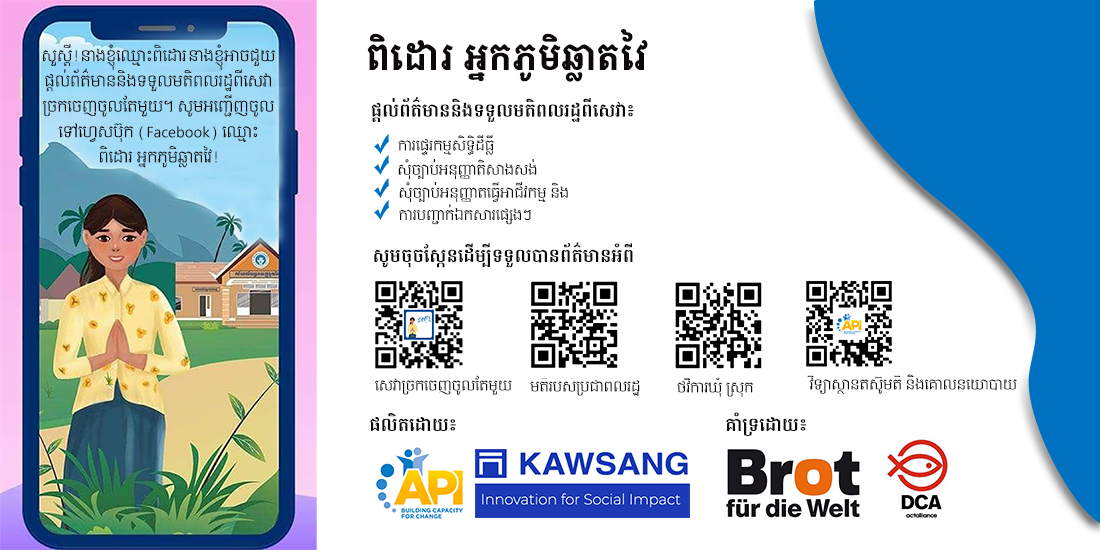 សួស្តី! នាងខ្ញុំឈ្មោះពិដោរ នាងខ្ញុំអាចជួយ
ផ្តល់ព័ត៌មាននិងទទួលមតិពលរដ្ឋពីសេវា
ច្រកចេញចូលតែមួយ។ សូមអញ្ជើញចូល
ទៅហ្វេសប៊ុក (Facebook) ឈ្មោះ
ពិដោរ អ្នកភូមិឆ្លាតវៃ!
ពិដោរ អ្នកភូមិឆ្លាតវៃ
ផ្តល់ព័ត៌មាននិងទទួលមតិពលរដ្ឋពីសេវា៖
ការផ្ទេរកម្មសិទ្ធិដីធ្លី
សុំច្បាប់អនុញ្ញាតិសាងសង់
សុំច្បាប់អនុញ្ញាតធ្វើអាជីវកម្ម និង
ការបញ្ជាក់ឯកសារផ្សេងៗ
សូមចុចស្កែនដើម្បីទទួលបានព័ត៌មានអំពី
API
សេវាច្រកចេញចូលតែមួយ
មតិរបសប្រជាពលរដ្ឋ
ថវិការឃុំ ស្រុក
វិទ្យាស្ថានតស៊ូមតិ និងគោលនយោបាយ
ផលិតដោយ៖
គាំទ្រដោយ៖
API
BUILDING CAPACITY
FOR CHANGE
KAWSANG
Innovation for Social Impact
Brot
für die Welt
DCA
actalliance